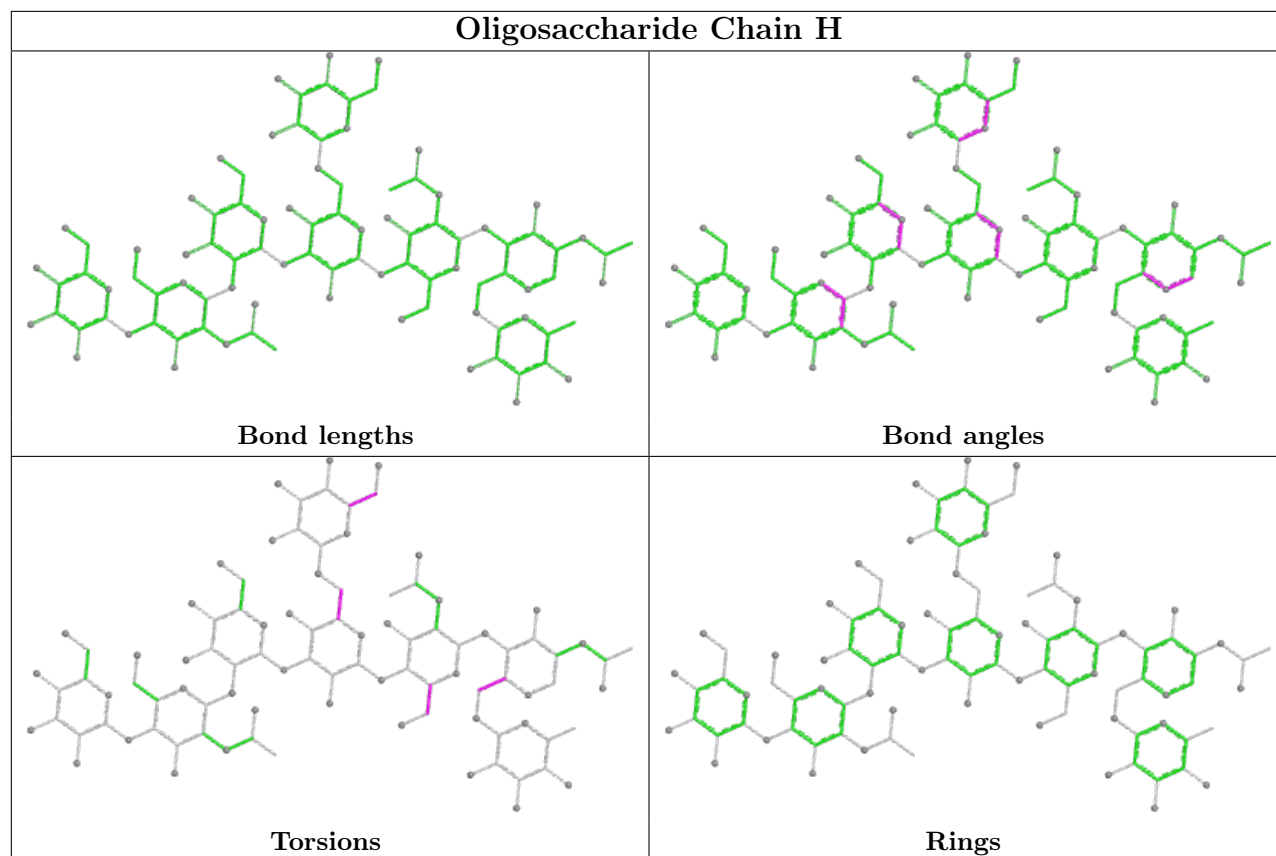 Oligosaccharide Chain H
Bond lengths
Bond angles
Torsions
Rings